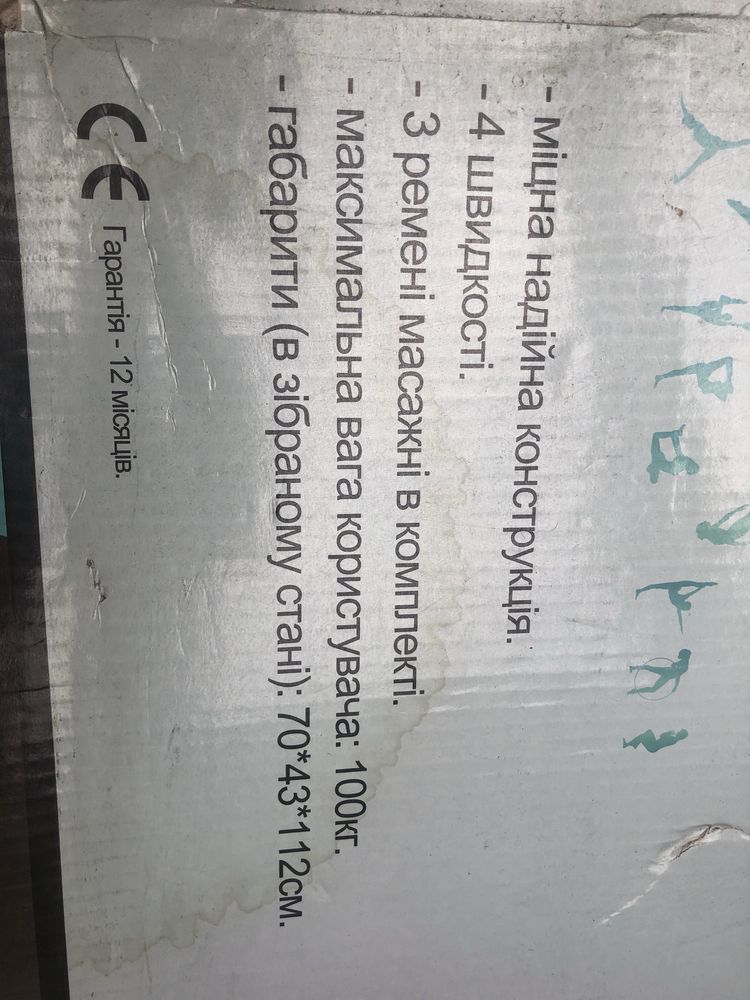 - міцна надійна конструкція.
- 4 швидкості.
- 3 ремені масажні в комплекті.
- максимальна вага користувача: 100кг.
- габарити (в зібраному стані): 70*43*112см.
CE Гарантія - 12 місяців.